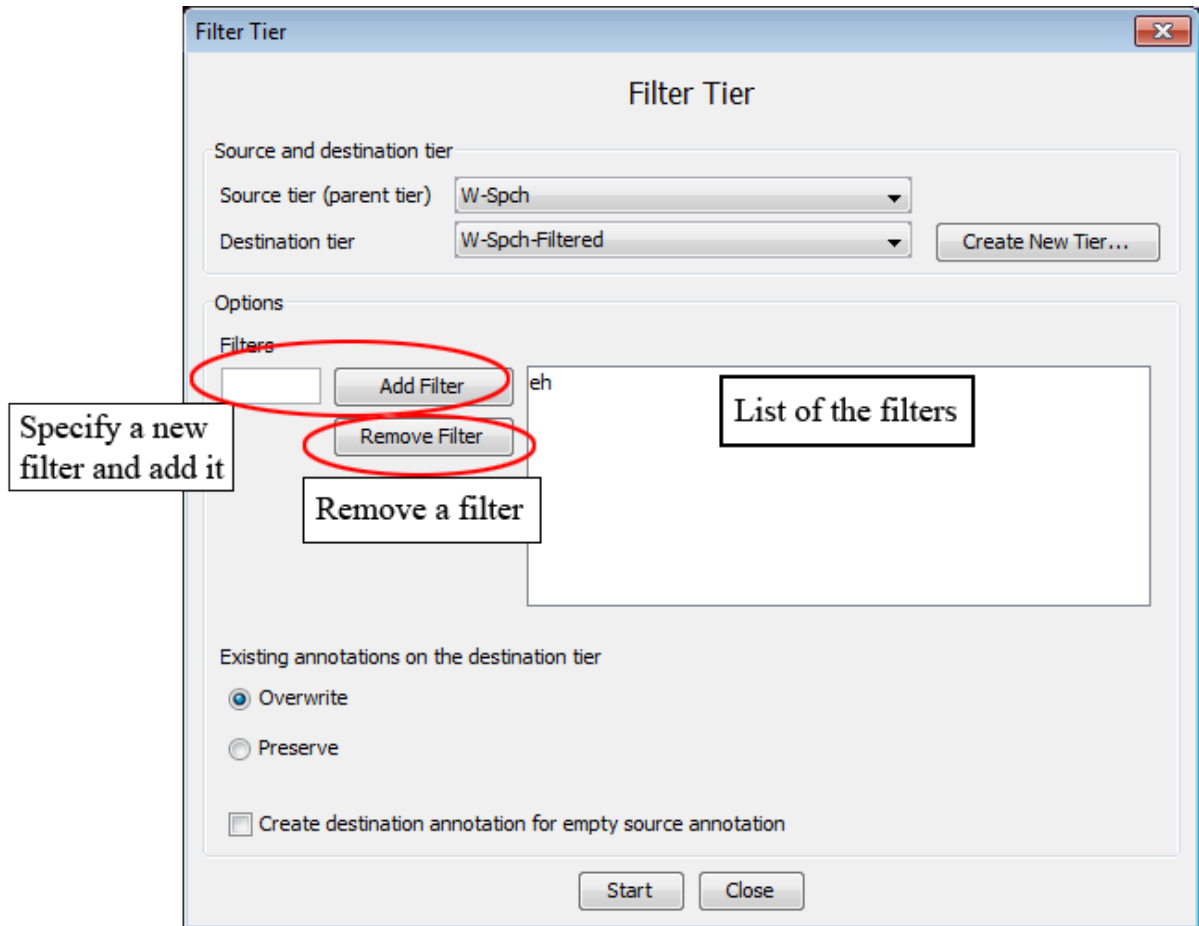 Filter Tier
Filter Tier
Source and destination tier
Source tier (parent tier) W-Spch
Destination tier W-Spch-Filtered Create New Tier...
Options
Filters
Add Filter eh
List of the filters
Specify a new
filter and add it
Remove Filter
Remove a filter
Existing annotations on the destination tier
Overwrite
Preserve
Create destination annotation for empty source annotation
Start Close